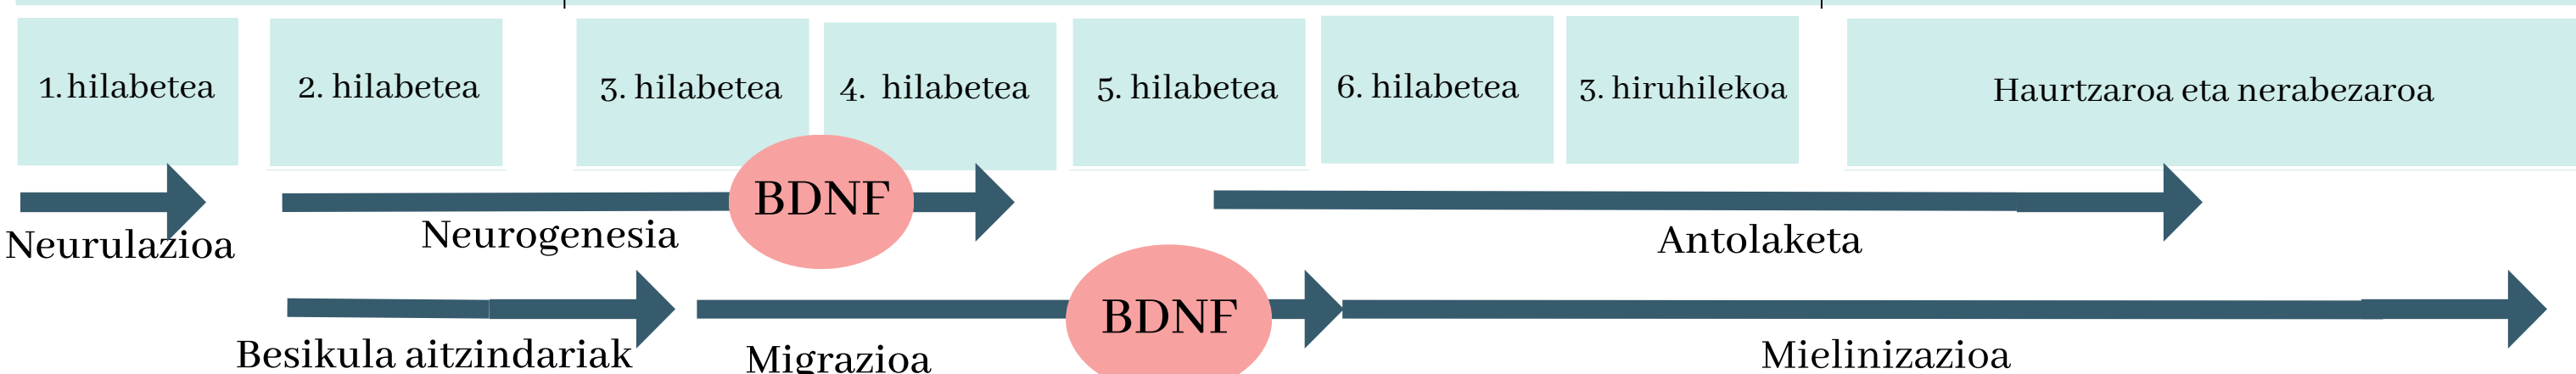 1. hilabetea
2. hilabetea
3. hilabetea
4. hilabetea
5. hilabetea
6. hilabetea
3. hiruhilekoa
Haurtzaroa eta nerabezaroa
BDNF
Neurulazioa
Neurogenesia
Antolaketa
BDNF
Besikula aitzindariak
Migrazioa
Mielinizazioa